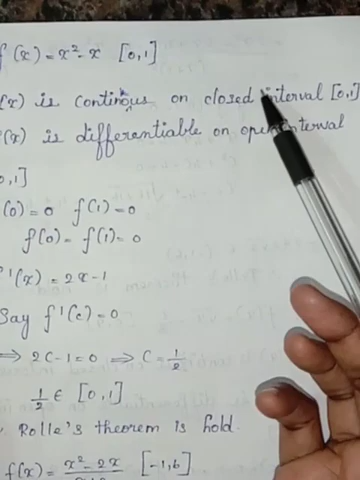 f(x) = x² - x [0,1]
(x) is continous on closed interval [0,1]
(x) is differentiable on open interval
0,1]
(0) = 0 f(1) = 0
f(0) = f(1) = 0
f'(x) = 2x - 1
Say f'(c) = 0
⟹ 2c - 1 = 0 ⟹ c = 1/2
1/2 ∈ [0,1]
Rolle's theorem is hold.
f(x) = x² - 2x [-1,6]